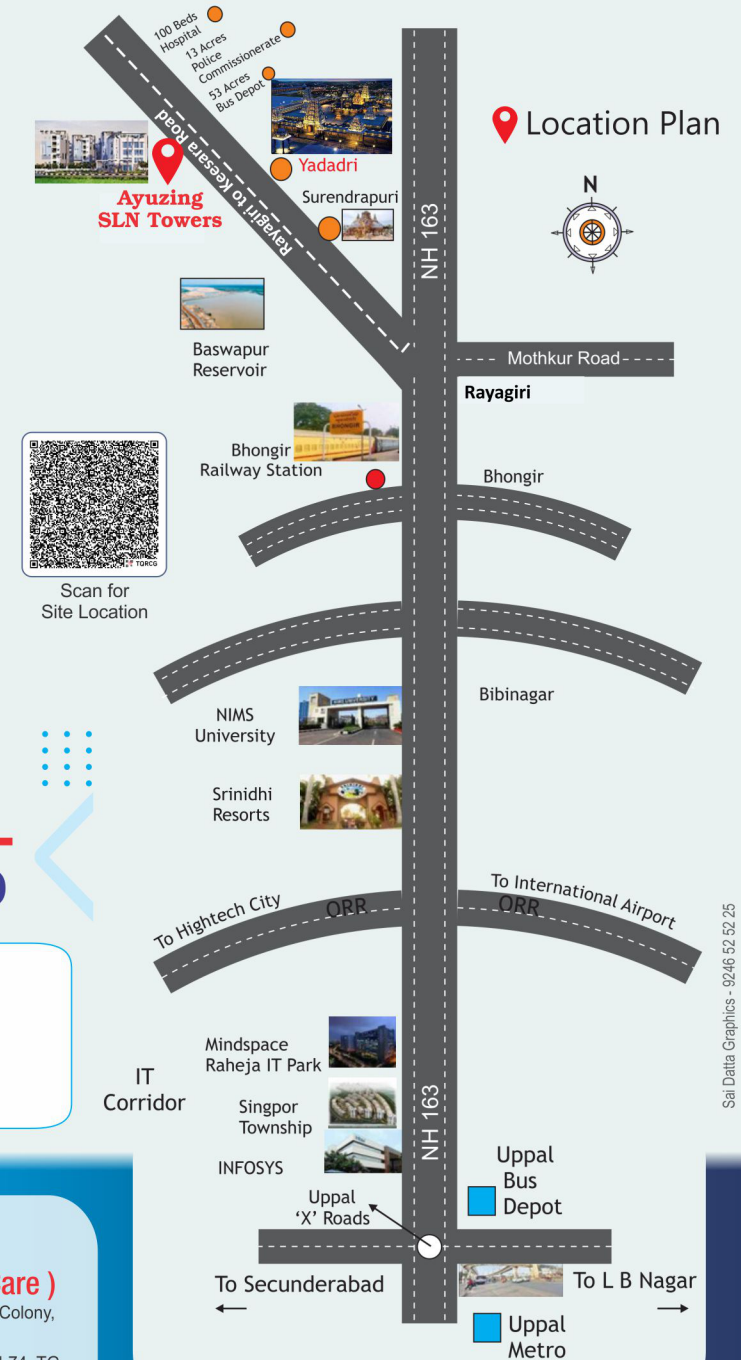 100 Beds
Hospital
13 Acres
Police
Commissionerate
53 Acres
Bus Depot
Location Plan
Yadadri
Rayagiri to Keesara Road
Ayuzing
SLN Towers
Surendrapuri
N
NH 163
Baswapur
Reservoir
Mothkur Road
Rayagiri
BHONGIR
Bhongir
Railway Station
Bhongir
TQRCG
Scan for
Site Location
Bibinagar
NIMS
University
Srinidhi
Resorts
To Hightech City
ORR
To International Airport
ORR
Sai Datta Graphics - 9246 52 52 25
Mindspace
Raheja IT Park
IT
Corridor
Singpor
Township
INFOSYS
NH 163
Uppal
Bus
Depot
Uppal
'X' Roads
To Secunderabad
To L B Nagar
Uppal
Metro
Colony,